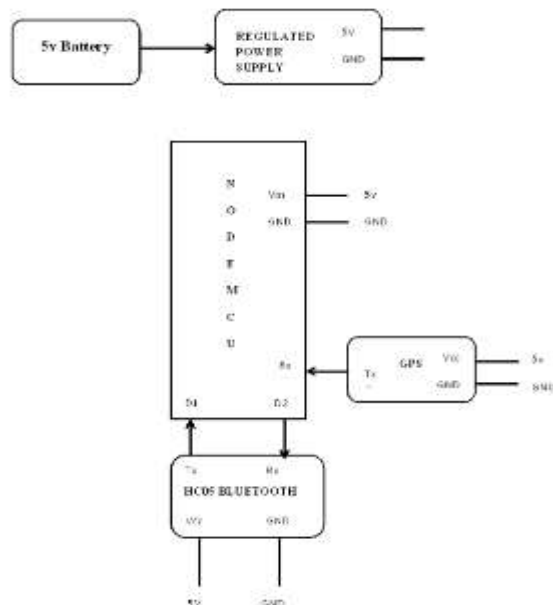 5v Battery
REGULATED
POWER
SUPPLY
5V
GND
N
O
D
E
M
C
U
Vin
GND
5v
GND
Rx
D1
D2
Tx
GPS
Vcc
GND
5v
GND
Tx
Rx
HC05 BLUETOOTH
GND
5V
GND